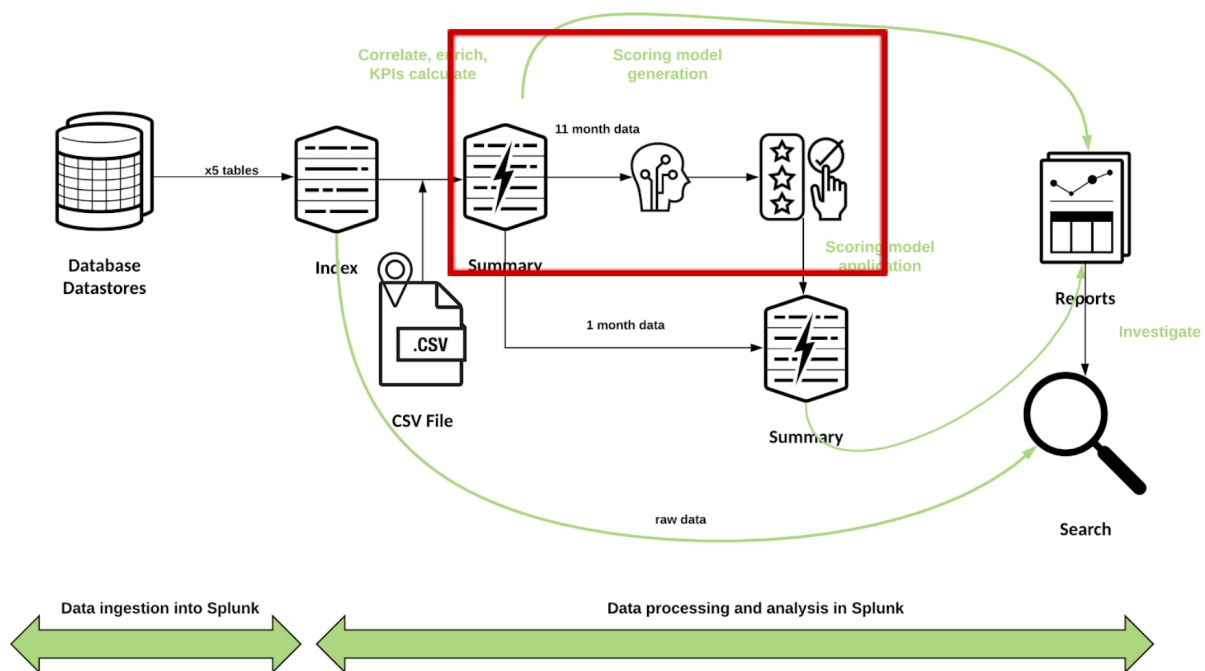 Correlate, enrich,
KPIs calculate
Scoring model
generation
11 month data
x5 tables
Database
Datastores
Index
Summary
Scoring model
application
Reports
.CSV
1 month data
Investigate
CSV File
Summary
raw data
Search
Data ingestion into Splunk
Data processing and analysis in Splunk